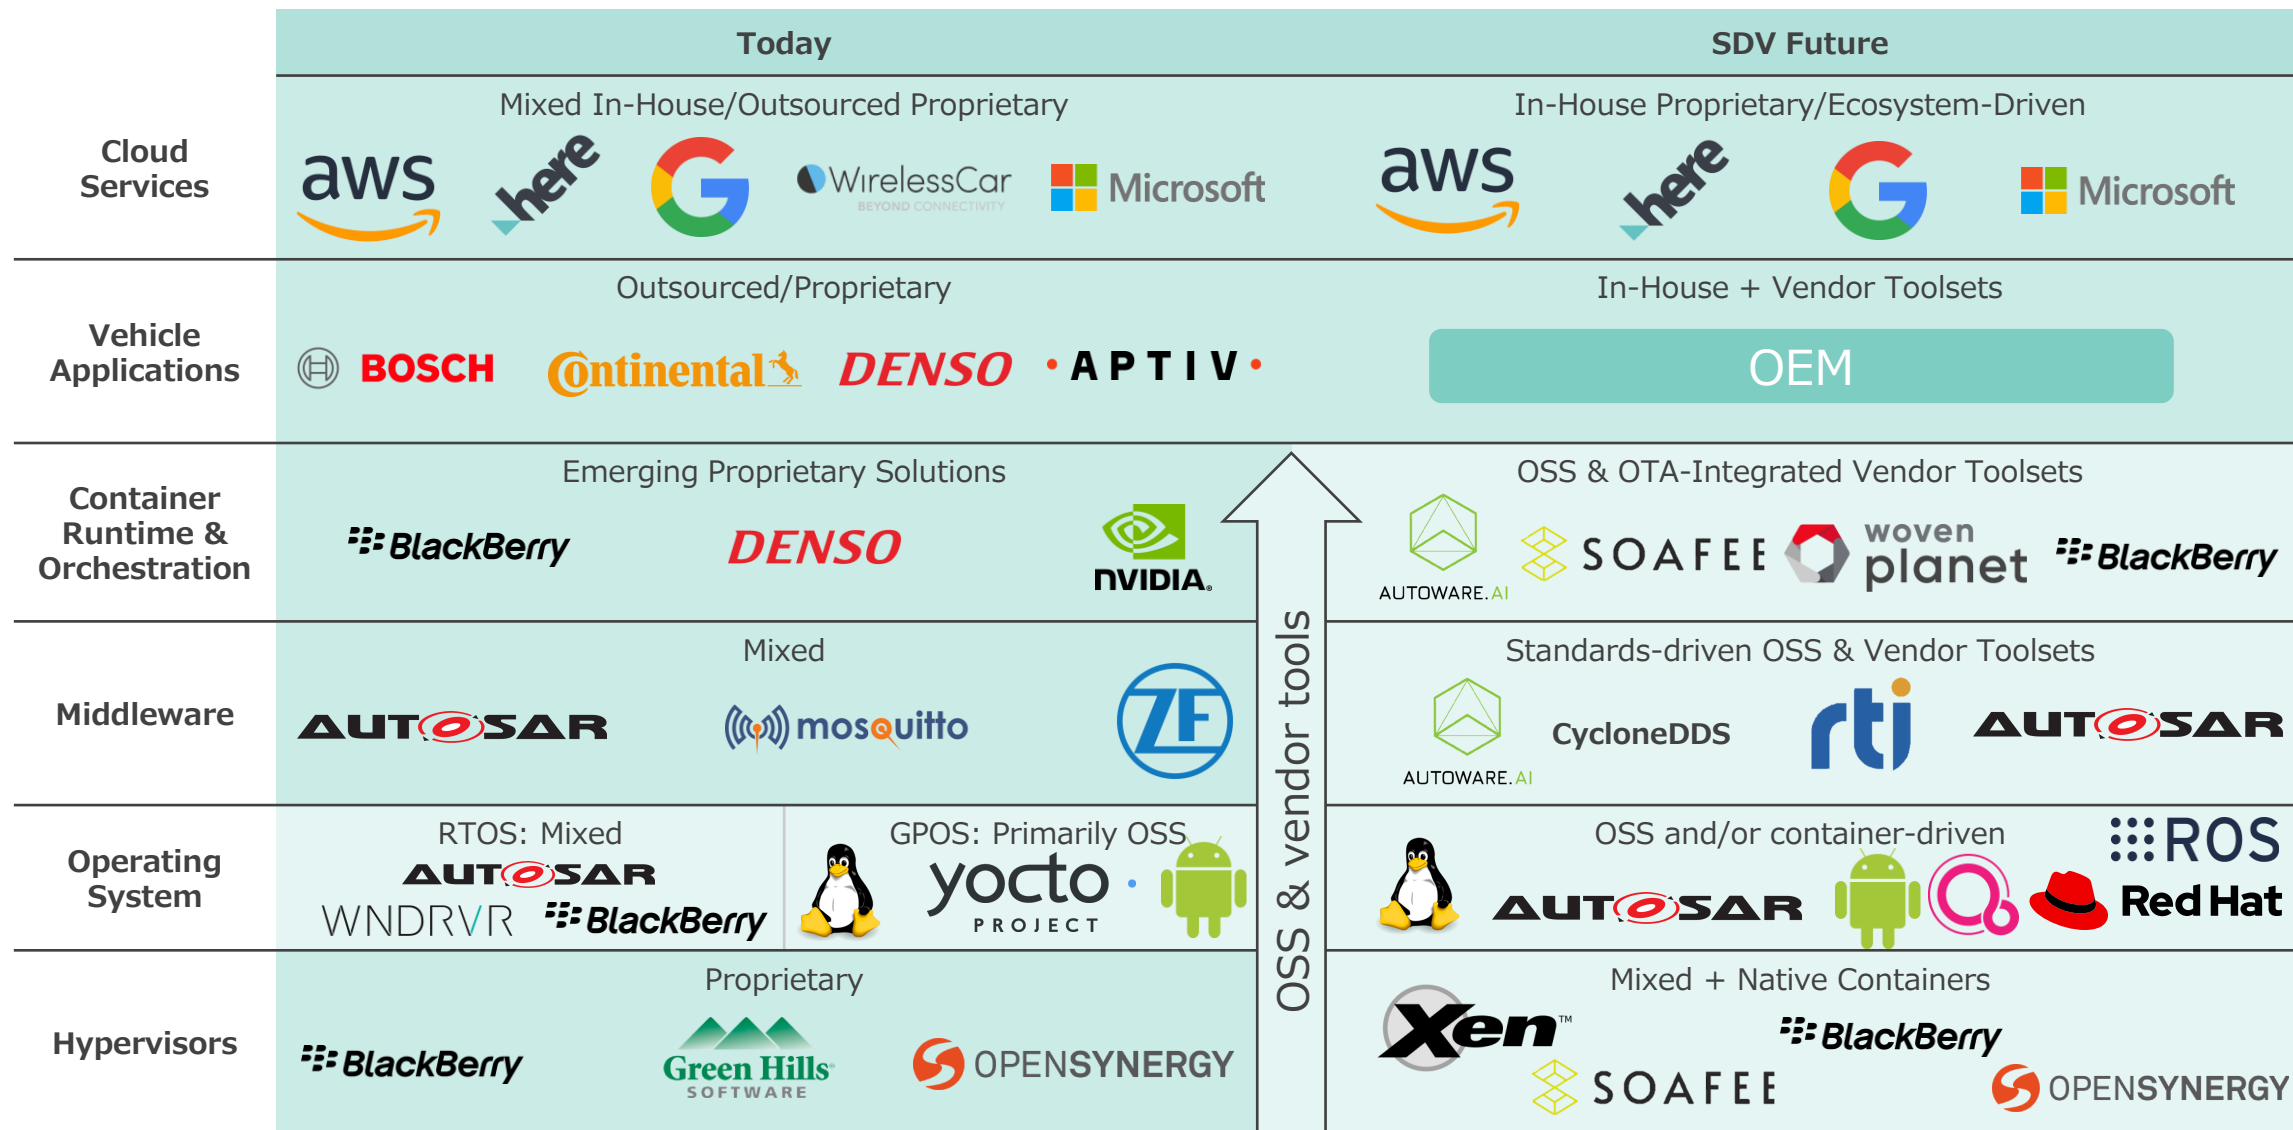 Today
SDV Future
Cloud
Services
Mixed In-House/Outsourced Proprietary
aws
here
WirelessCar
BEYOND CONNECTIVITY
Microsoft
In-House Proprietary/Ecosystem-Driven
aws
here
Microsoft
Vehicle
Applications
Outsourced/Proprietary
BOSCH
Continental
DENSO
APTIV
In-House + Vendor Toolsets
OEM
Container
Runtime &
Orchestration
Emerging Proprietary Solutions
BlackBerry
DENSO
NVIDIA.
OSS & OTA-Integrated Vendor Toolsets
AUTOWARE.AI
SOAFEE
woven
planet
BlackBerry
OSS & vendor tools
Middleware
Mixed
AUTOSAR
mosquitto
ZF
Standards-driven OSS & Vendor Toolsets
AUTOWARE.AI
CycloneDDS
rti
AUTOSAR
Operating
System
RTOS: Mixed
AUTOSAR
WNDRVR
BlackBerry
GPOS: Primarily OSS
yocto
PROJECT
OSS and/or container-driven
AUTOSAR
ROS
Red Hat
Hypervisors
Proprietary
BlackBerry
Green Hills
SOFTWARE
OPENSYNERGY
Mixed + Native Containers
Xen™
BlackBerry
SOAFEE
OPENSYNERGY